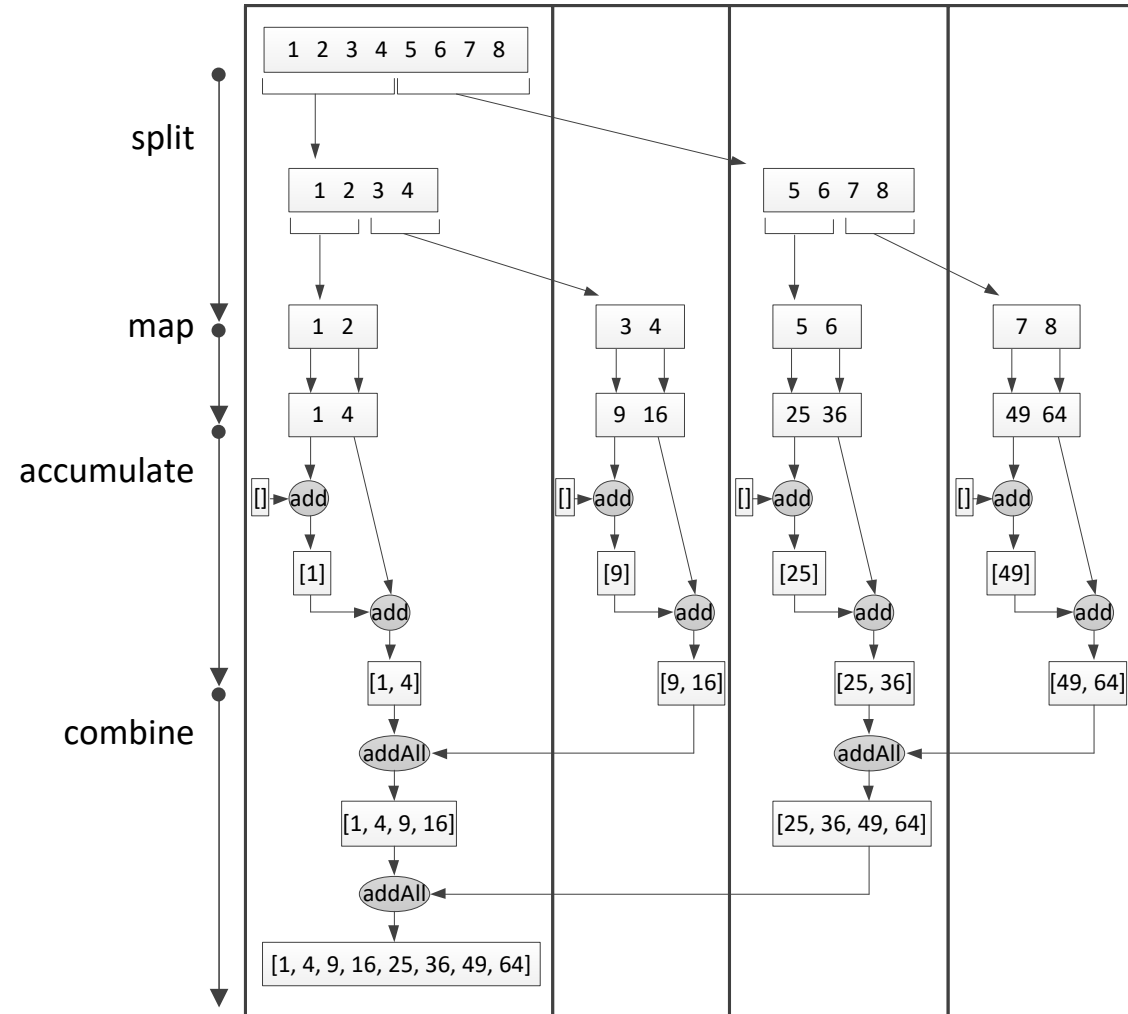 1 2 3 4 5 6 7 8
split
1 2 3 4
5 6 7 8
map
1 2
3 4
5 6
7 8
1 4
9 16
25 36
49 64
accumulate
[]
add
[]
add
[]
add
[]
add
[1]
[9]
[25]
[49]
add
add
add
add
[1, 4]
[9, 16]
[25, 36]
[49, 64]
combine
addAll
addAll
[1, 4, 9, 16]
[25, 36, 49, 64]
addAll
[1, 4, 9, 16, 25, 36, 49, 64]